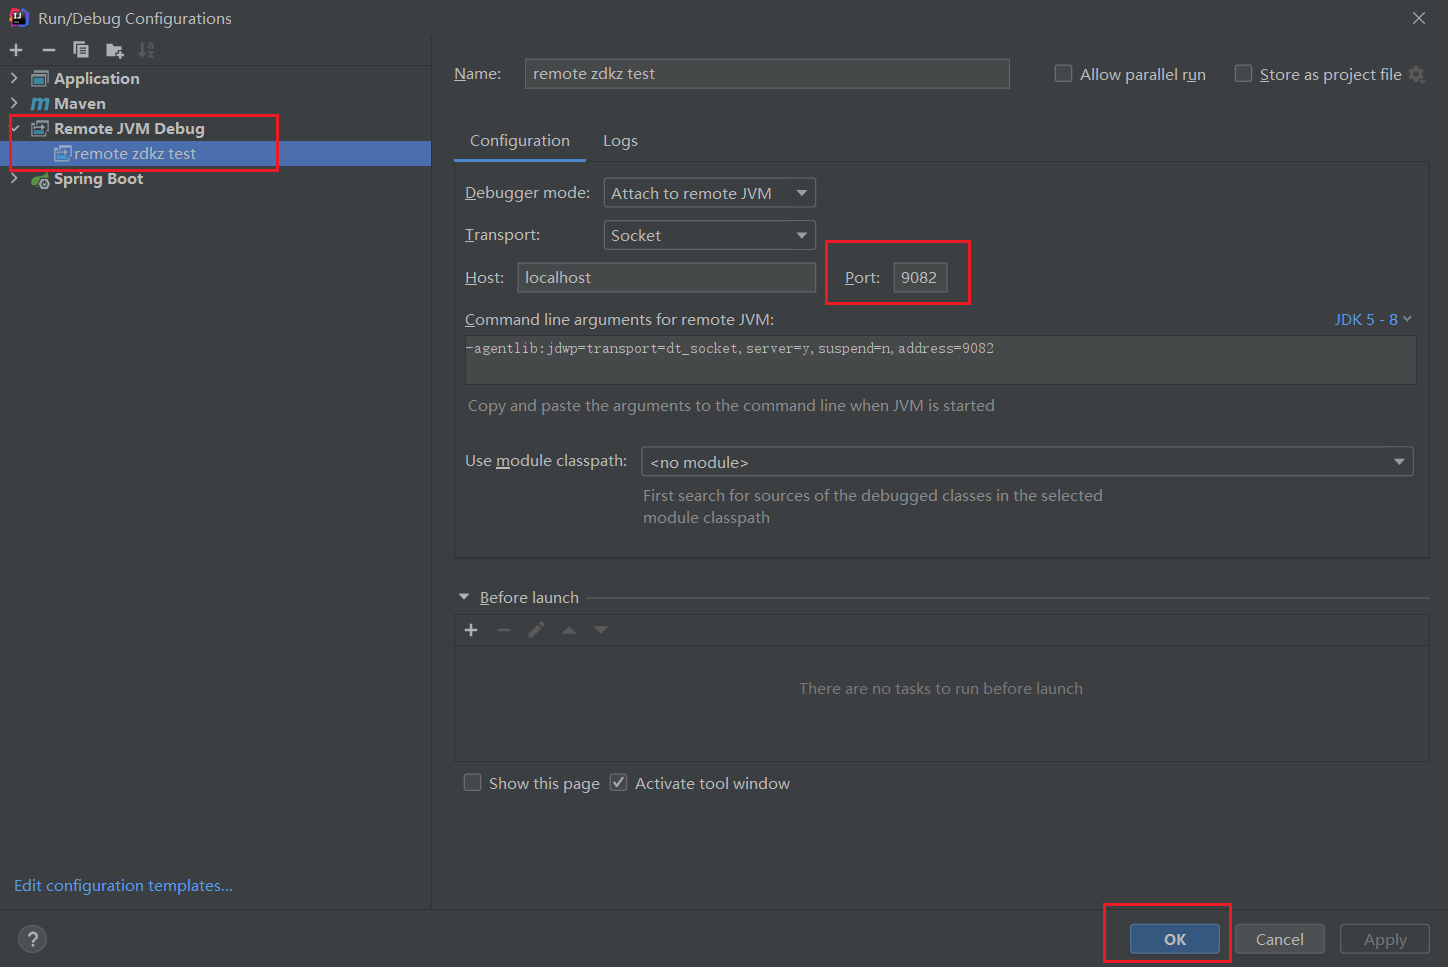 Run/Debug Configurations
Application
Maven
Remote JVM Debug
remote zdkz test
Spring Boot
Edit configuration templates...
Name: remote zdkz test Allow parallel run Store as project file
Configuration Logs
Debugger mode: Attach to remote JVM
Transport: Socket
Host: localhost Port: 9082
Command line arguments for remote JVM: JDK 5 - 8
-agentlib:jdwp=transport=dt_socket,server=y,suspend=n,address=9082
Copy and paste the arguments to the command line when JVM is started
Use module classpath: <no module>
First search for sources of the debugged classes in the selected
module classpath
Before launch
There are no tasks to run before launch
Show this page Activate tool window
? OK Cancel Apply